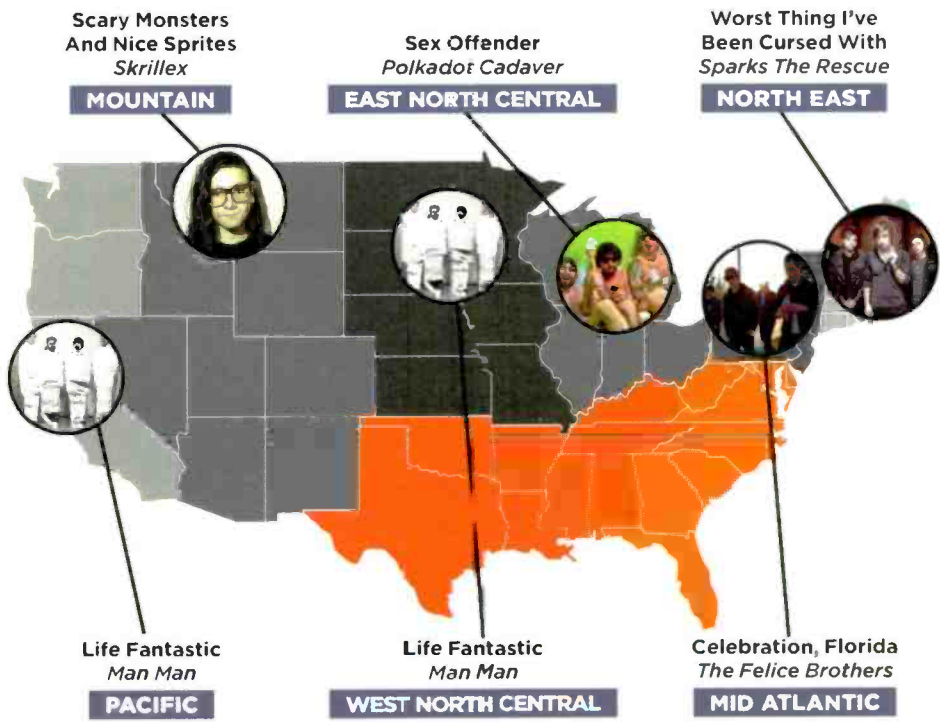 Scary Monsters
And Nice Sprites
Skrillex
MOUNTAIN
Sex Offender
Polkadot Cadaver
EAST NORTH CENTRAL
Worst Thing I've
Been Cursed With
Sparks The Rescue
NORTH EAST
Life Fantastic
Man Man
PACIFIC
Life Fantastic
Man Man
WEST NORTH CENTRAL
Celebration, Florida
The Felice Brothers
MID ATLANTIC